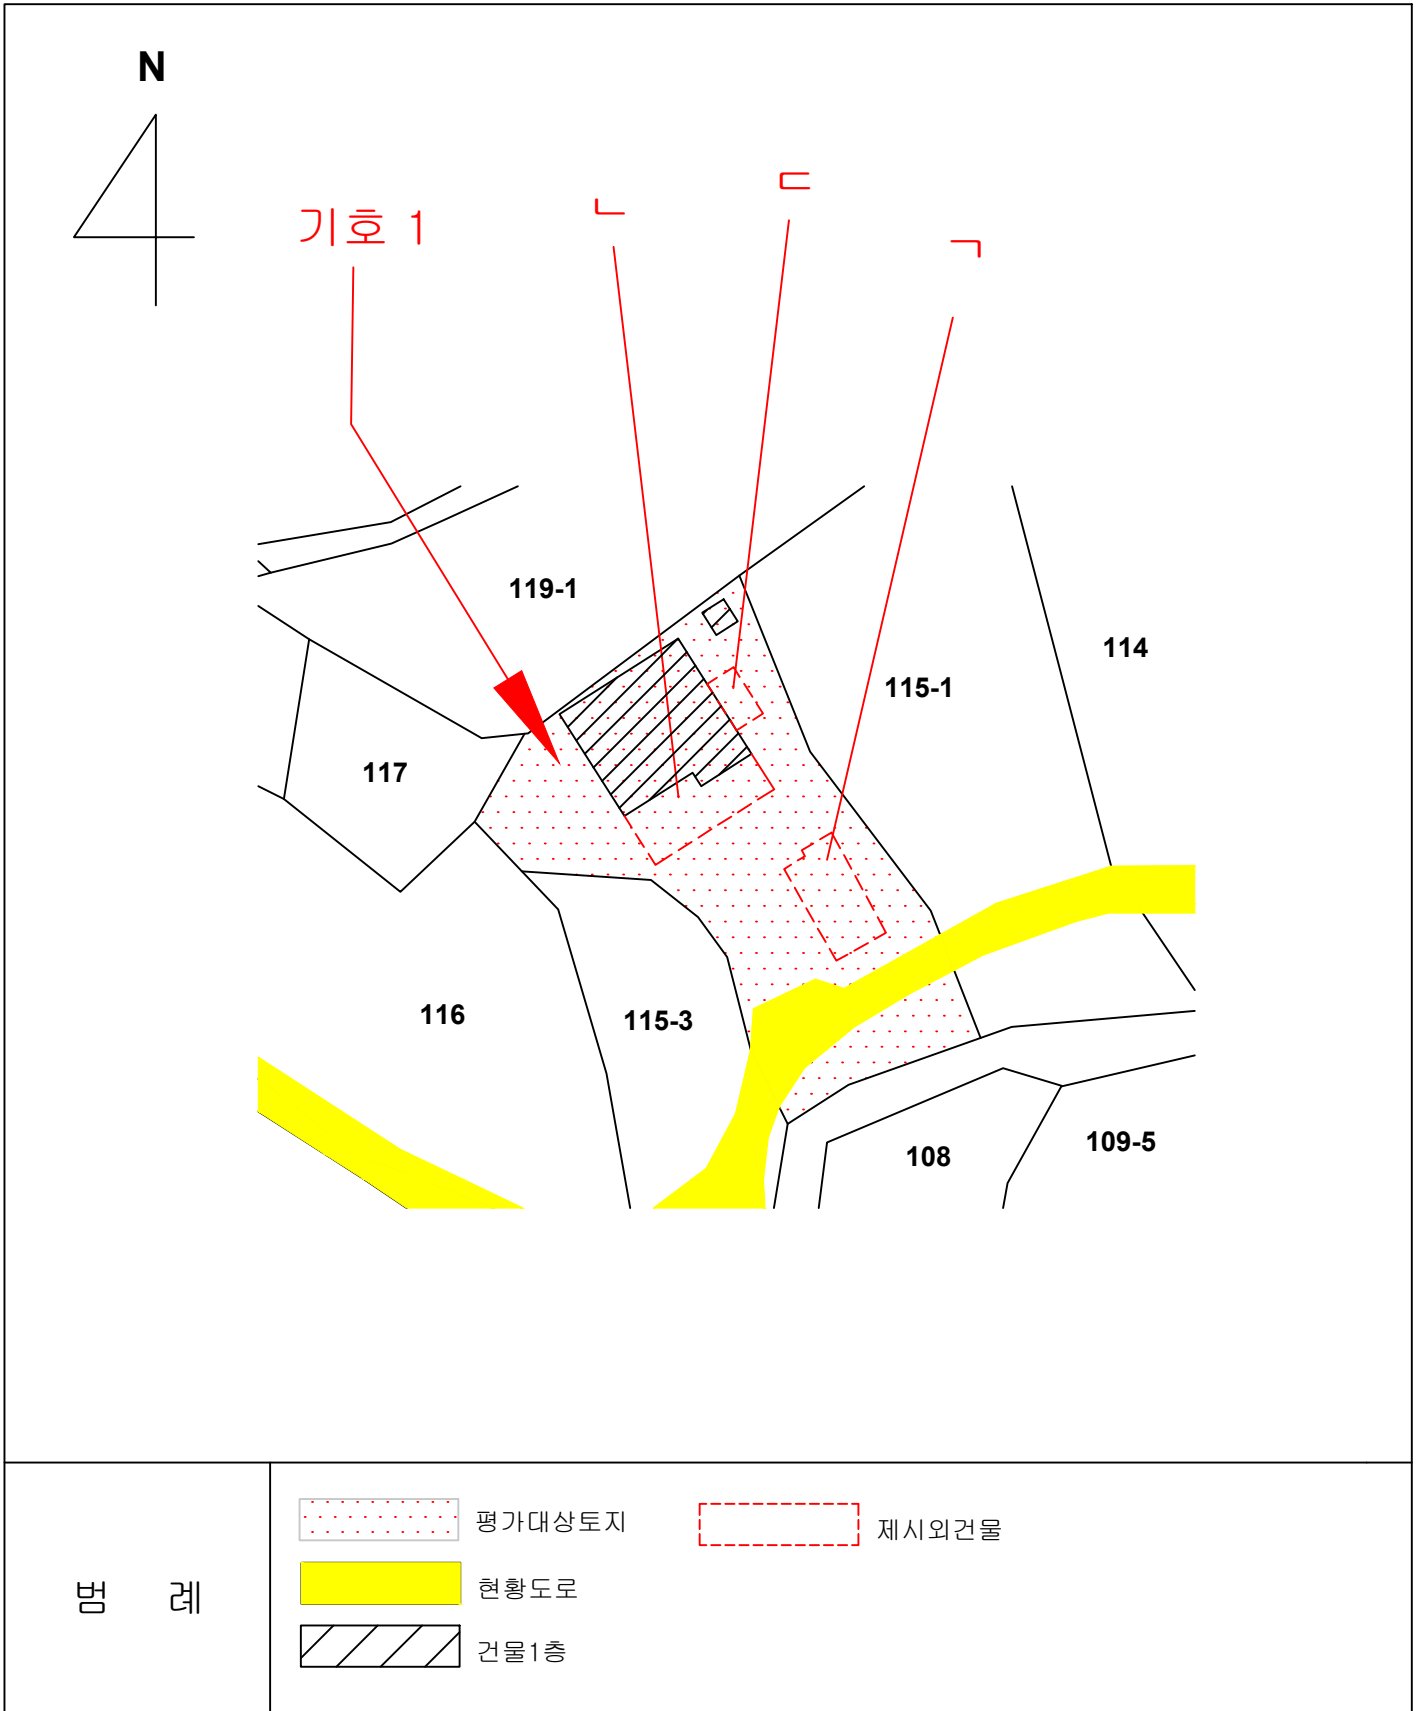 N
기호 1
ㄴ
ㄷ
ㄱ
119-1
114
115-1
117
116
115-3
108
109-5
범 례
평가대상토지
제시외건물
현황도로
건물1층